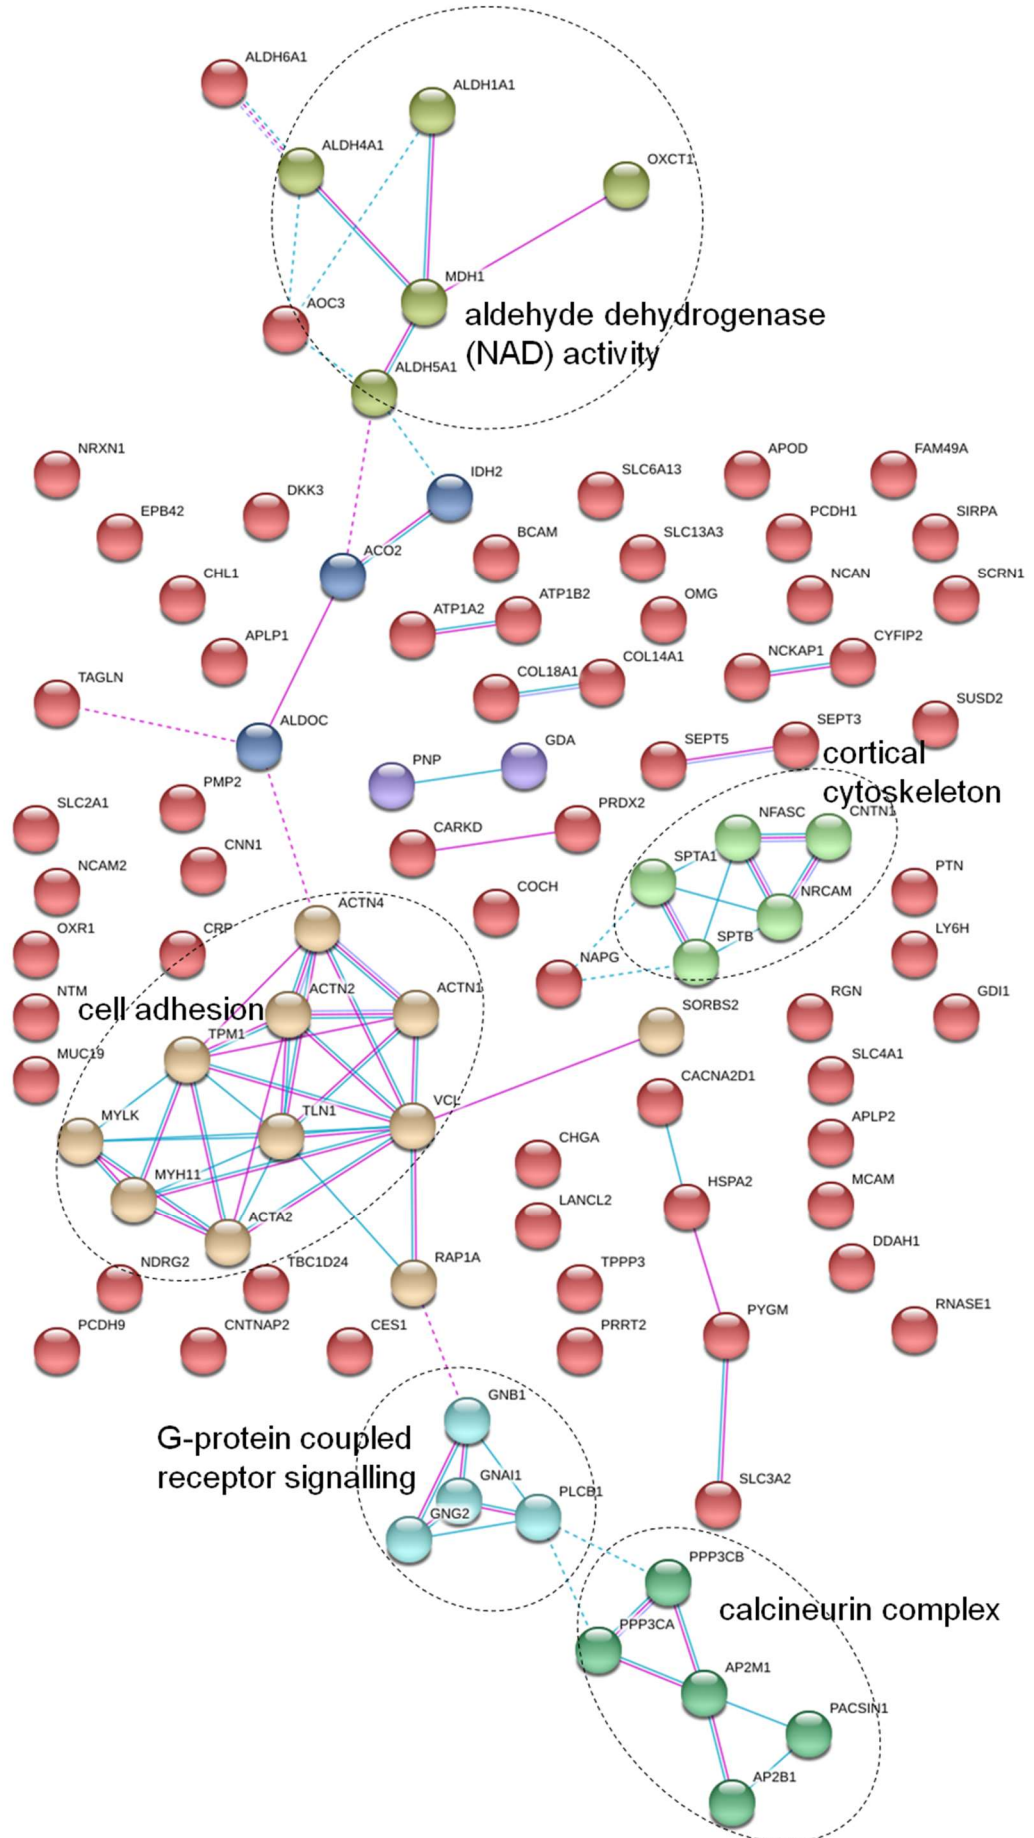 ALDH6A1
ALDH1A1
ALDH4A1
OXCT1
MDH1
AOC3
aldehyde dehydrogenase
(NAD) activity
ALDH5A1
NRXN1
APOD
FAM49A
SLC6A13
IDH2
DKK3
EPB42
PCDH1
SIRPA
BCAM
SLC13A3
ACO2
CHL1
NCAN
SCRN1
ATP1A2
ATP1B2
OMG
APLP1
CYFIP2
NCKAP1
COL14A1
COL18A1
TAGLN
SUSD2
ALDOC
SEPT3
SEPT5
GDA
cortical
PNP
PMP2
cytoskeleton
SLC2A1
PRDX2
NFASC
CNTN1
CARKD
CNN1
SPTA1
NCAM2
PTN
COCH
NRCAM
ACTN4
OXR1
CRP
SPTB
LY6H
NAPG
NTM
ACTN2
ACTN1
RGN
GDI1
cell adhesion
SORBS2
TPM1
MUC19
SLC4A1
CACNA2D1
VCL
MYLK
TLN1
APLP2
CHGA
MYH11
MCAM
HSPA2
LANCL2
ACTA2
DDAH1
NDRG2
TBC1D24
RAP1A
TPPP3
RNASE1
PYGM
PCDH9
CNTNAP2
CES1
PRRT2
GNB1
G-protein coupled
receptor signalling
GNAI1
SLC3A2
PLCB1
GNG2
PPP3CB
calcineurin complex
PPP3CA
AP2M1
PACSIN1
AP2B1